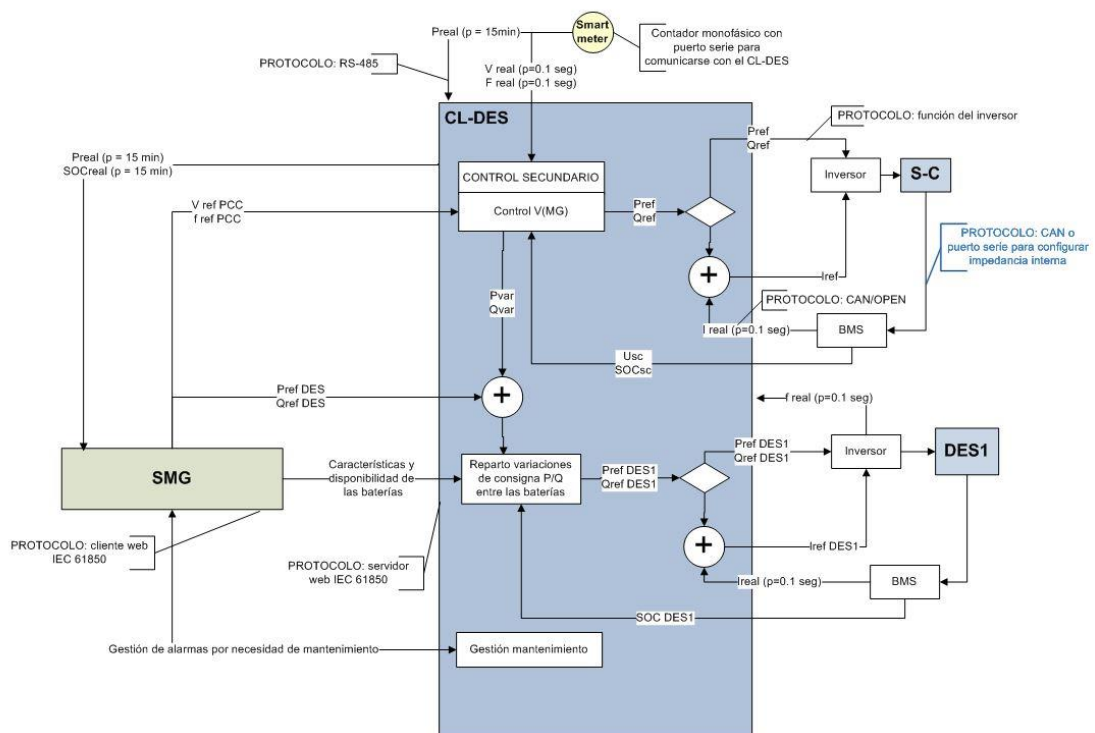 Smart
meter
Preal (p = 15min)
Contador monofásico con
puerto serie para
comunicarse con el CL-DES
PROTOCOLO: RS-485
V real (p=0.1 seg)
F real (p=0.1 seg)
CL-DES
PROTOCOLO: función del inversor
Pref
Qref
Preal (p = 15 min)
SOCreal (p = 15 min)
CONTROL SECUNDARIO
Control V(MG)
Inversor
S-C
V ref PCC
f ref PCC
Pref
Qref
PROTOCOLO: CAN o
puerto serie para configurar
impedancia interna
+
Iref
Pvar
Qvar
PROTOCOLO: CAN/OPEN
I real (p=0.1 seg)
BMS
Usc
SOCsc
Pref DES
Qref DES
+
f real (p=0.1 seg)
SMG
Características y
disponibilidad de
las baterías
Reparto variaciones
de consigna P/Q
entre las baterías
Pref DES1
Qref DES1
Pref DES1
Qref DES1
Inversor
DES1
PROTOCOLO: cliente web
IEC 61850
PROTOCOLO: servidor
web IEC 61850
+
Iref DES1
Ireal (p=0.1 seg)
BMS
SOC DES1
Gestión de alarmas por necesidad de mantenimiento
Gestión mantenimiento